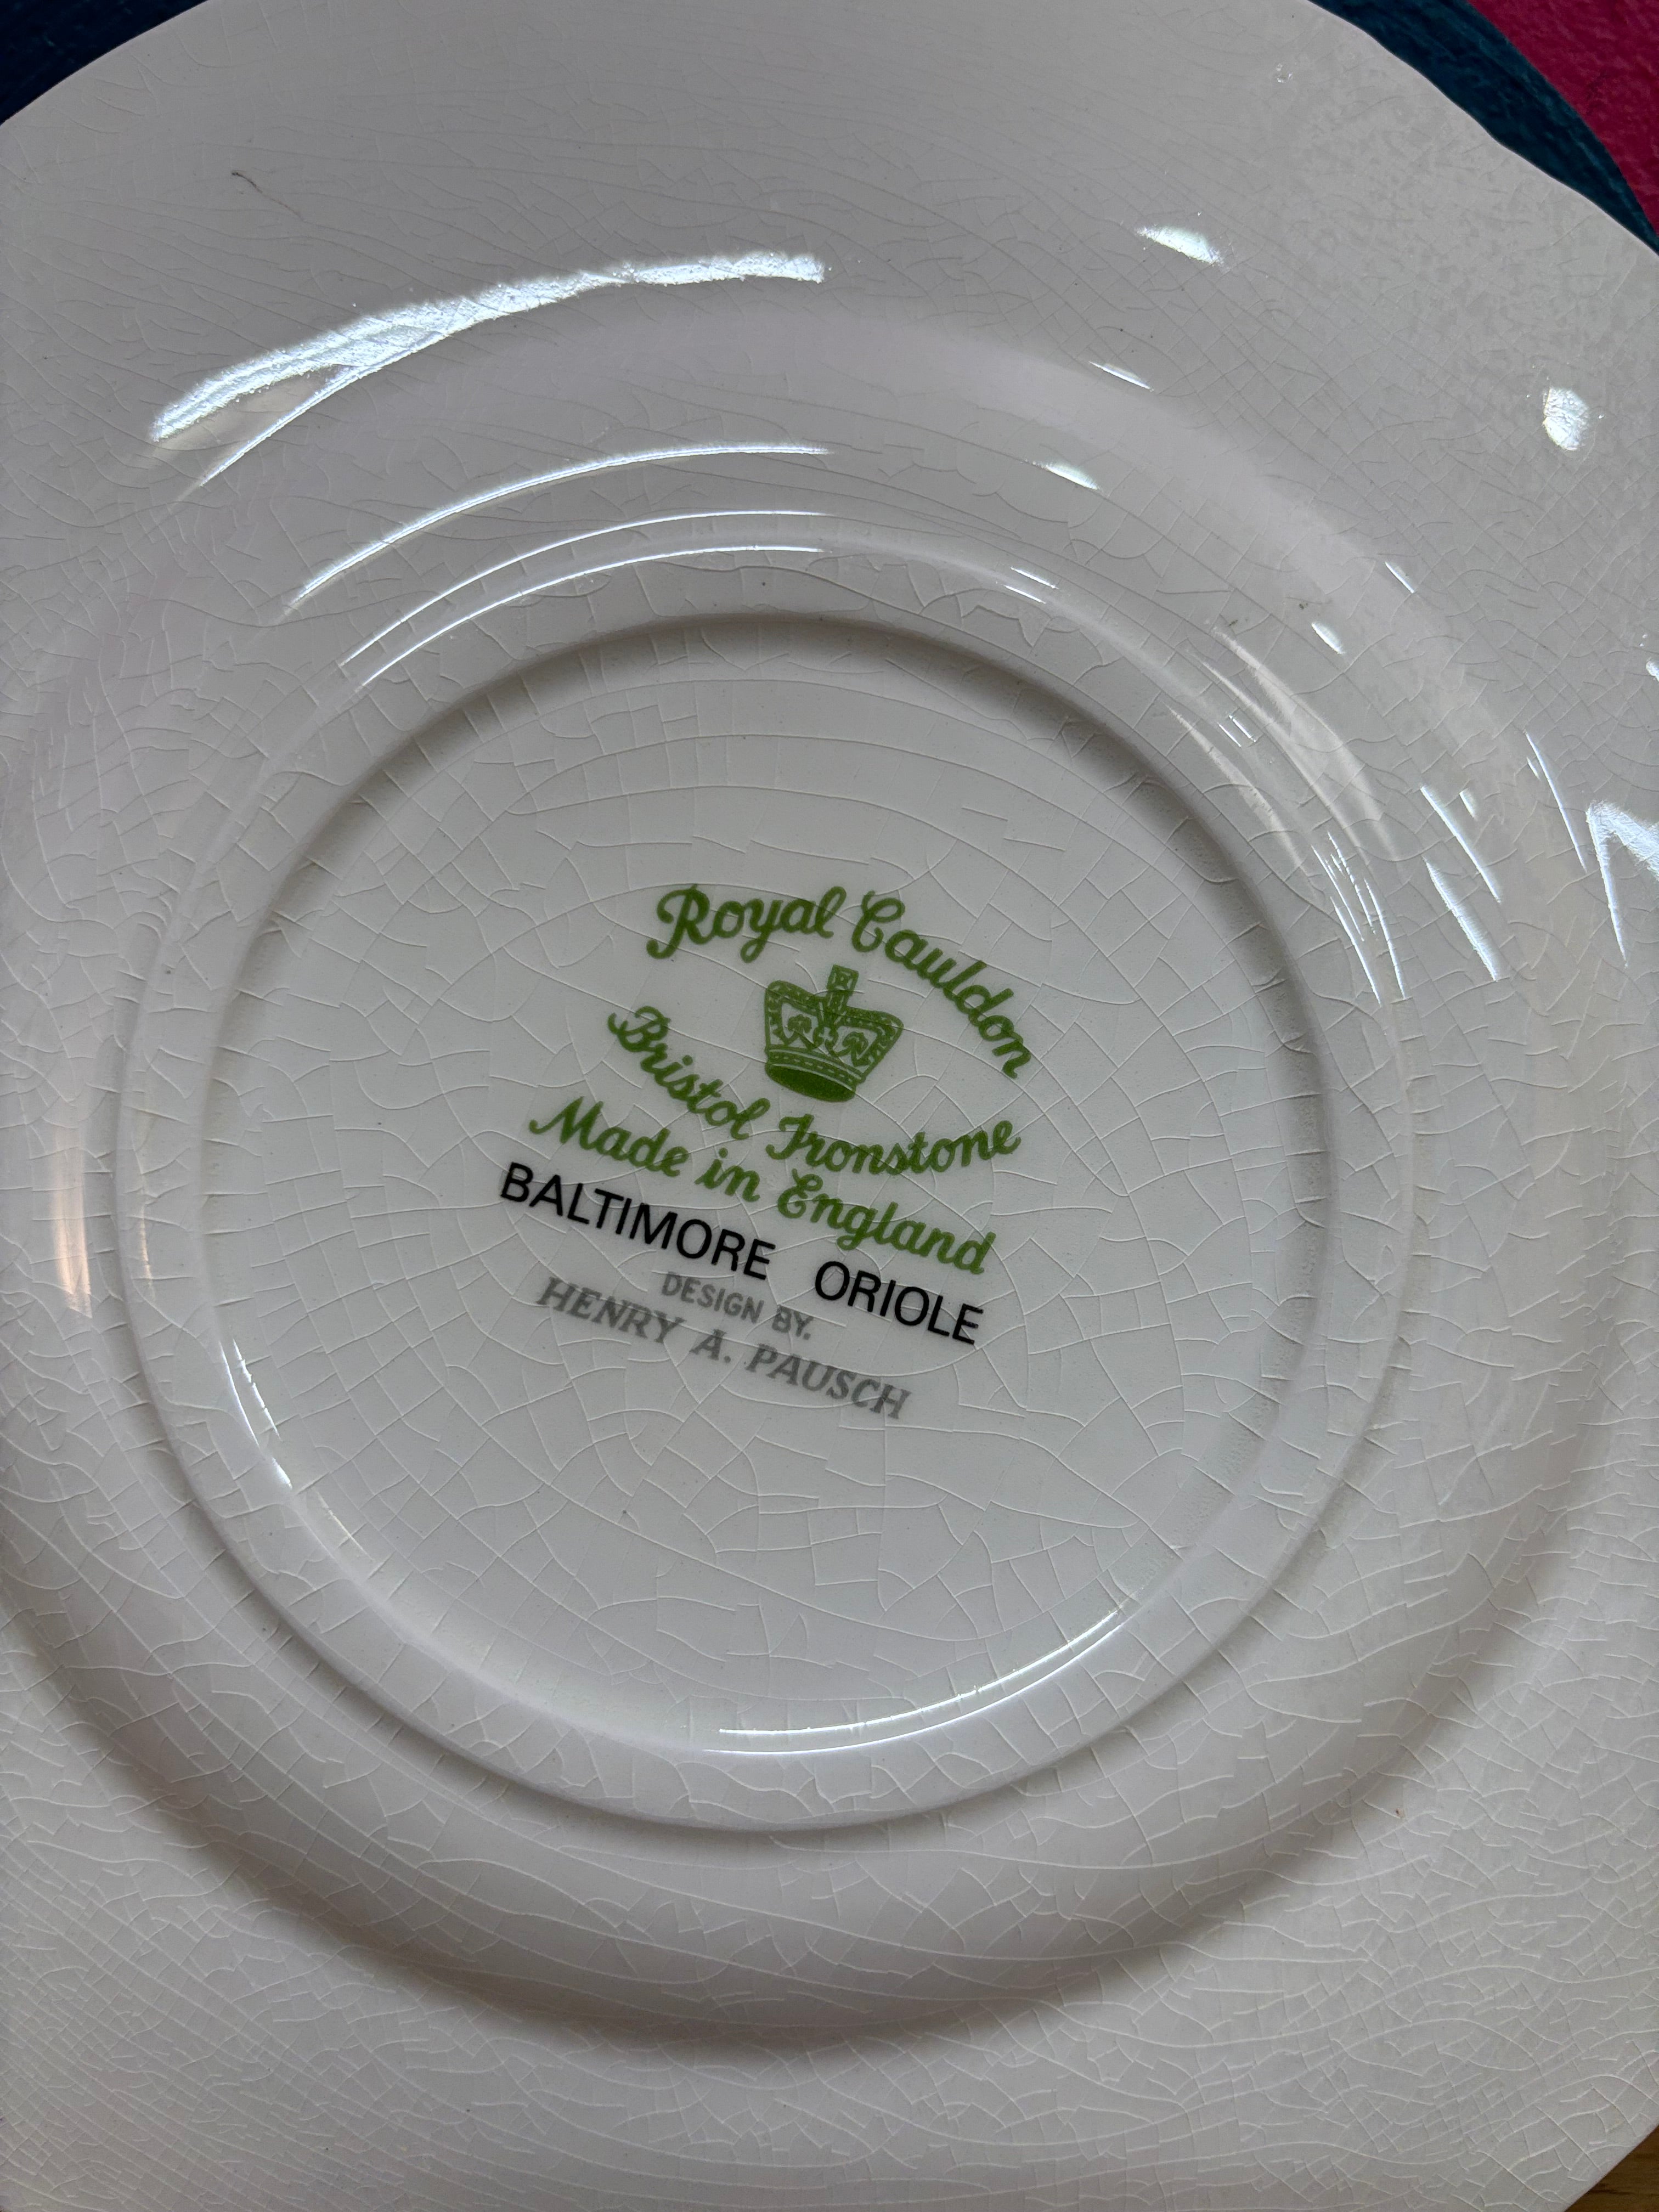 Royal Cauldon
Bristol Ironstone
Made in England
BALTIMORE ORIOLE
DESIGN BY.
HENRY A. PAUSCH